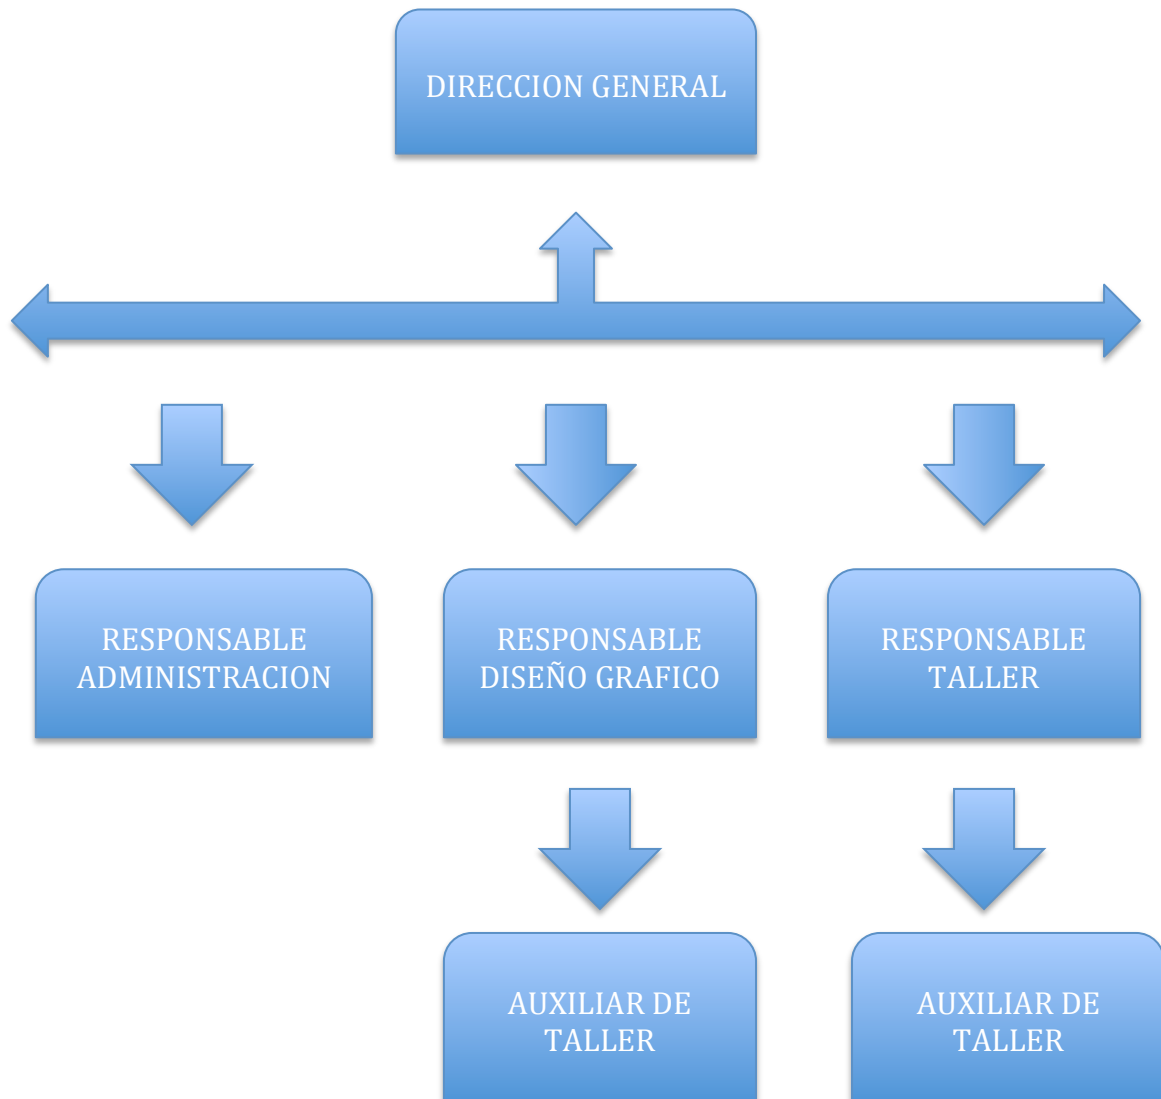 DIRECCION GENERAL
RESPONSABLE
ADMINISTRACION
RESPONSABLE
DISEÑO GRAFICO
RESPONSABLE
TALLER
AUXILIAR DE
TALLER
AUXILIAR DE
TALLER